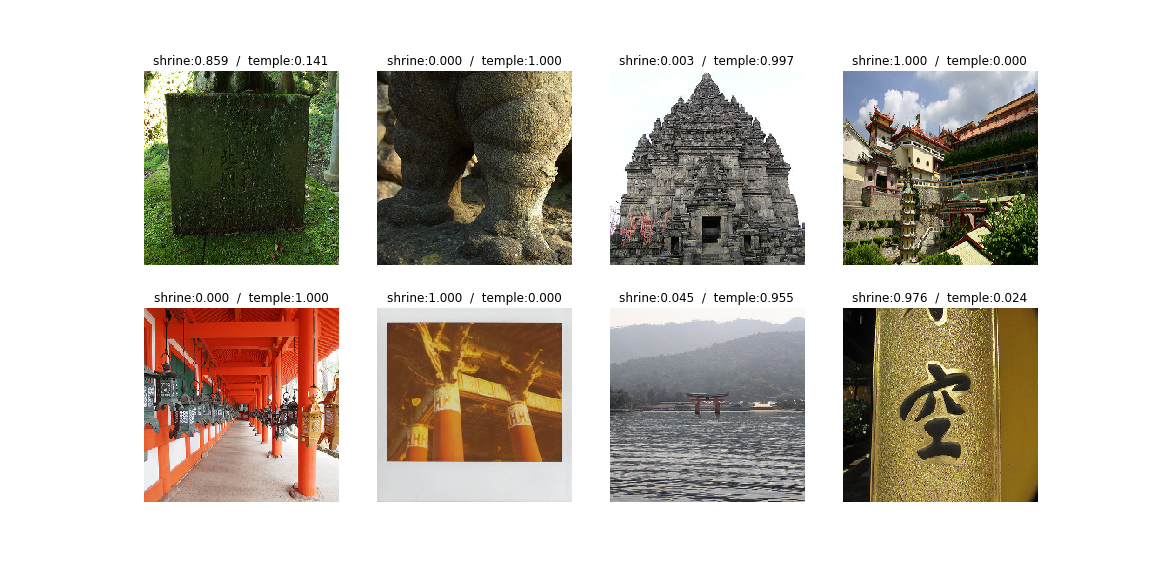 shrine:0.859  /  temple:0.141
shrine:0.000  /  temple:1.000
shrine:0.003  /  temple:0.997
shrine:1.000  /  temple:0.000
shrine:0.000  /  temple:1.000
shrine:1.000  /  temple:0.000
shrine:0.045  /  temple:0.955
shrine:0.976  /  temple:0.024
空